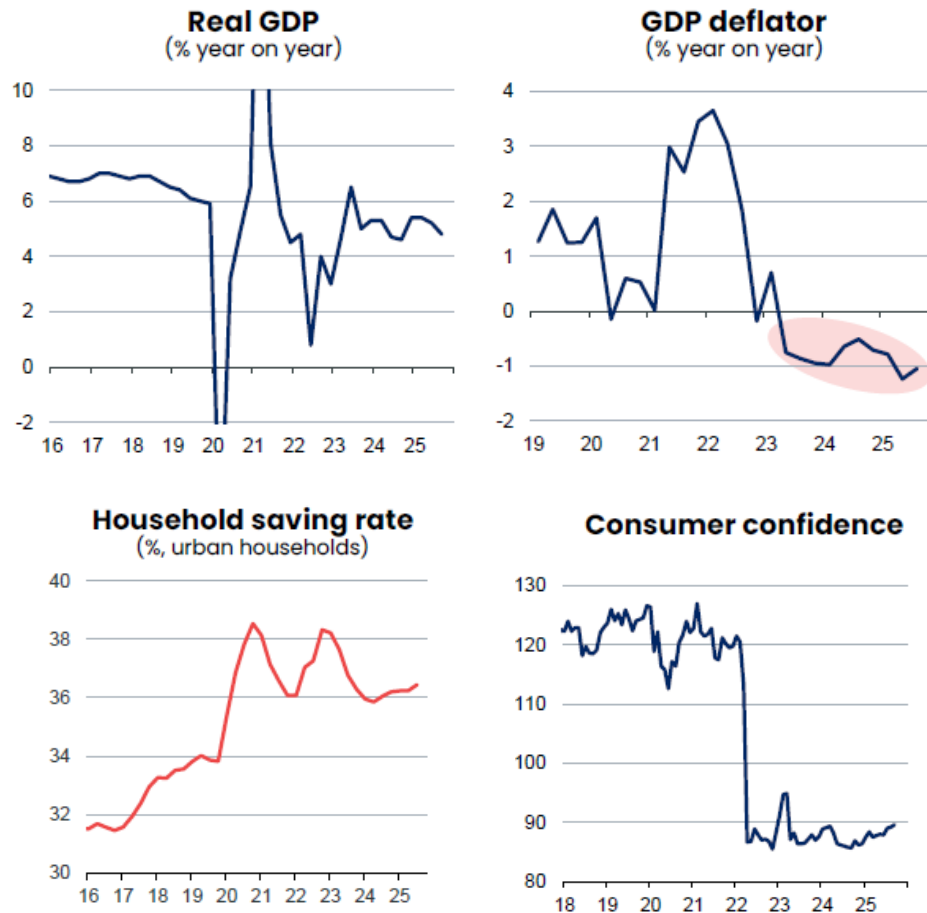 Real GDP
(% year on year)
10
8
6
4
2
0
-2
16 17 18 19 20 21 22 23 24 25
GDP deflator
(% year on year)
4
3
2
1
0
-1
-2
19 20 21 22 23 24 25
Household saving rate
(%, urban households)
40
38
36
34
32
30
16 17 18 19 20 21 22 23 24 25
Consumer confidence
130
120
110
100
90
80
18 19 20 21 22 23 24 25